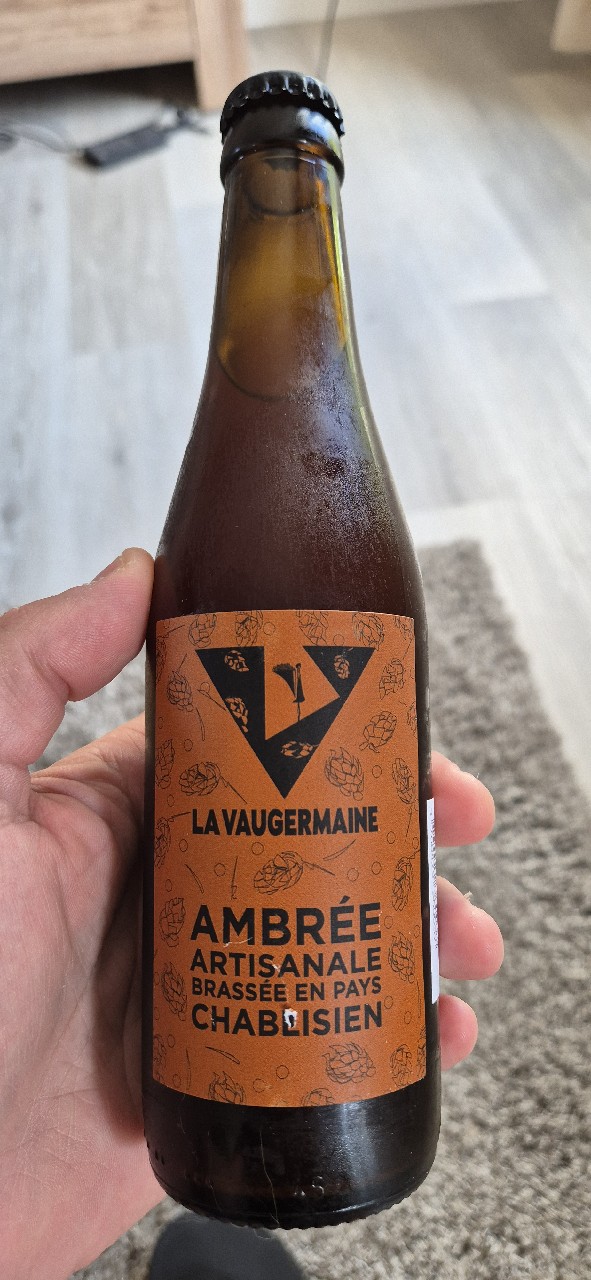 LA VAUGERMAINE
AMBRÉE
ARTISANALE
BRASSÉE EN PAYS
CHABLISIEN